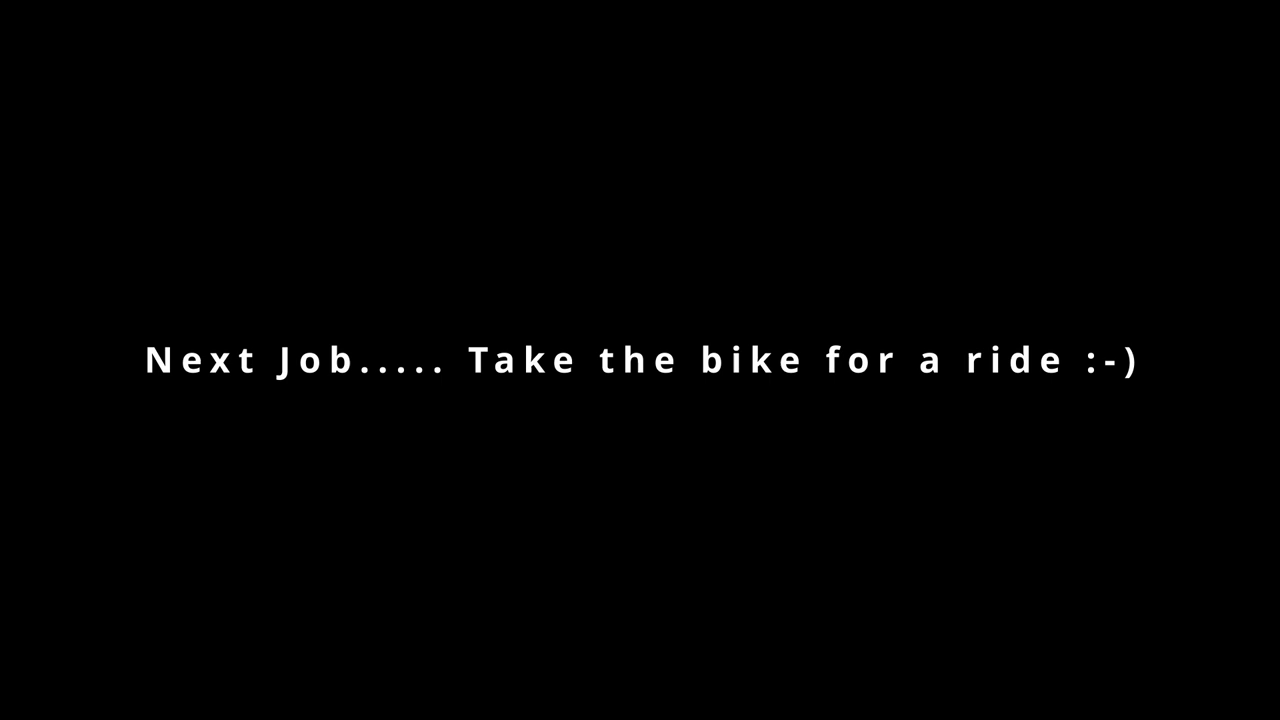 Next Job..... Take the bike for a ride :-)